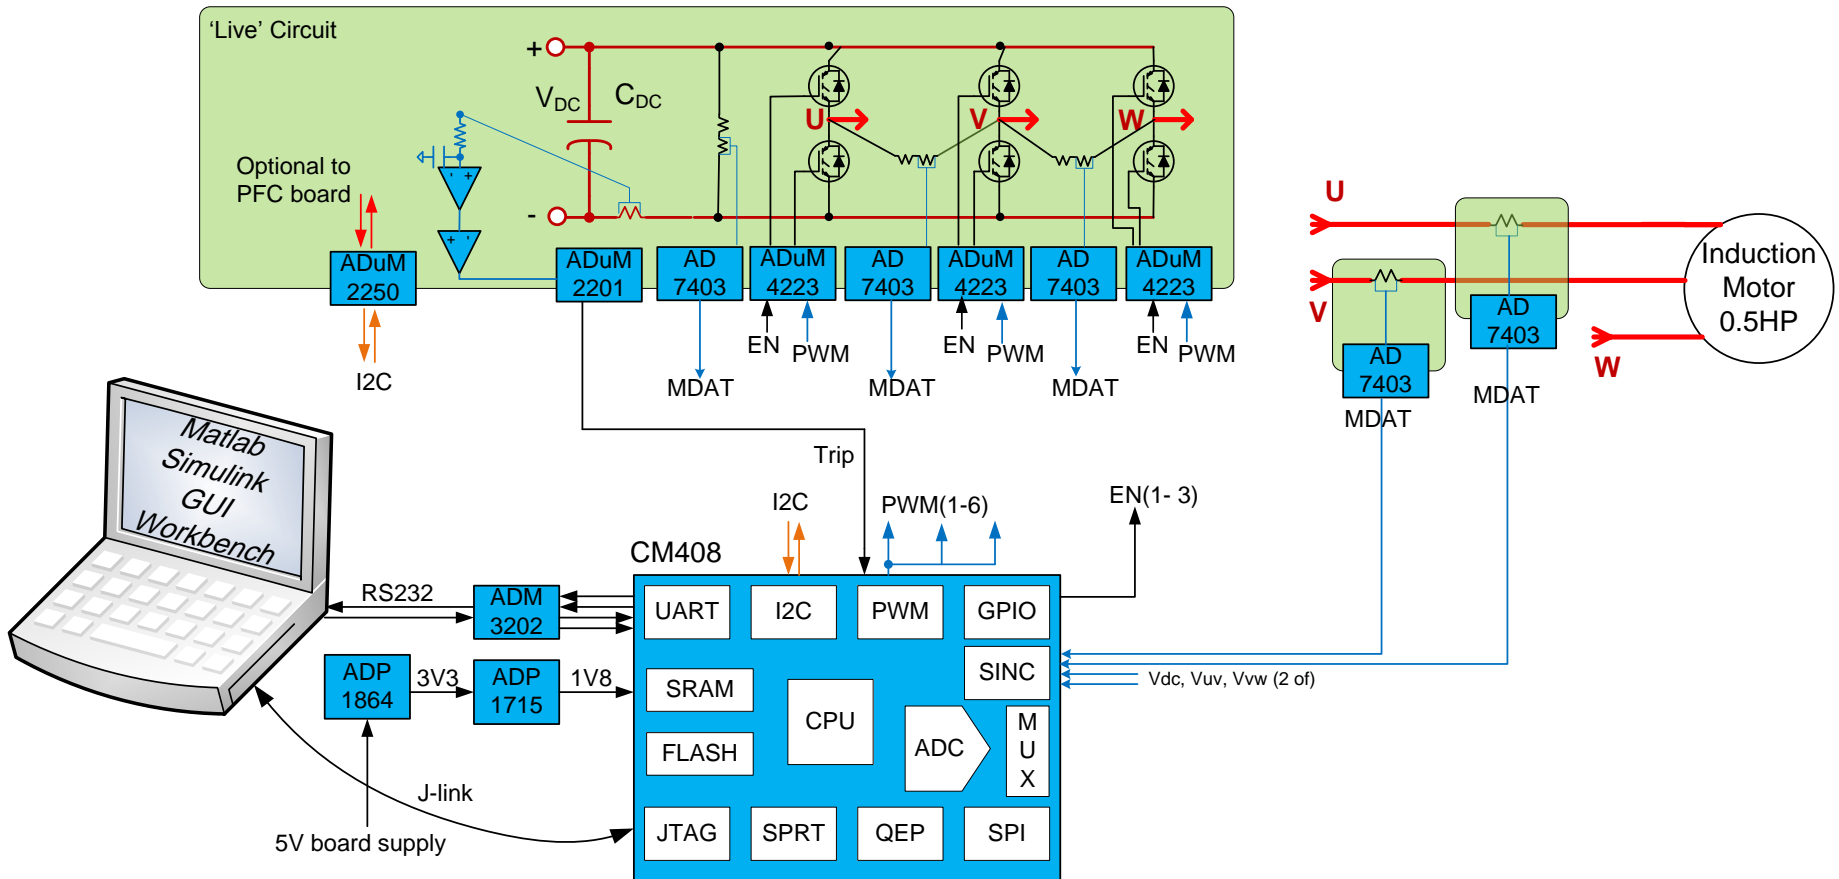 'Live' Circuit
+
VDC
CDC
U
V
W
Optional to
PFC board
-
ADuM
2250
ADuM
2201
AD
7403
ADuM
4223
AD
7403
ADuM
4223
AD
7403
ADuM
4223
I2C
MDAT
EN
PWM
MDAT
EN
PWM
MDAT
EN
PWM
U
V
W
AD
7403
MDAT
AD
7403
MDAT
Induction
Motor
0.5HP
Matlab
Simulink
GUI
Workbench
Trip
I2C
PWM(1-6)
EN(1- 3)
CM408
RS232
ADM
3202
ADP
1864
3V3
ADP
1715
1V8
5V board supply
J-link
UART
I2C
PWM
GPIO
SINC
Vdc, Vuv, Vvw (2 of)
SRAM
CPU
ADC
M
U
X
FLASH
JTAG
SPRT
QEP
SPI